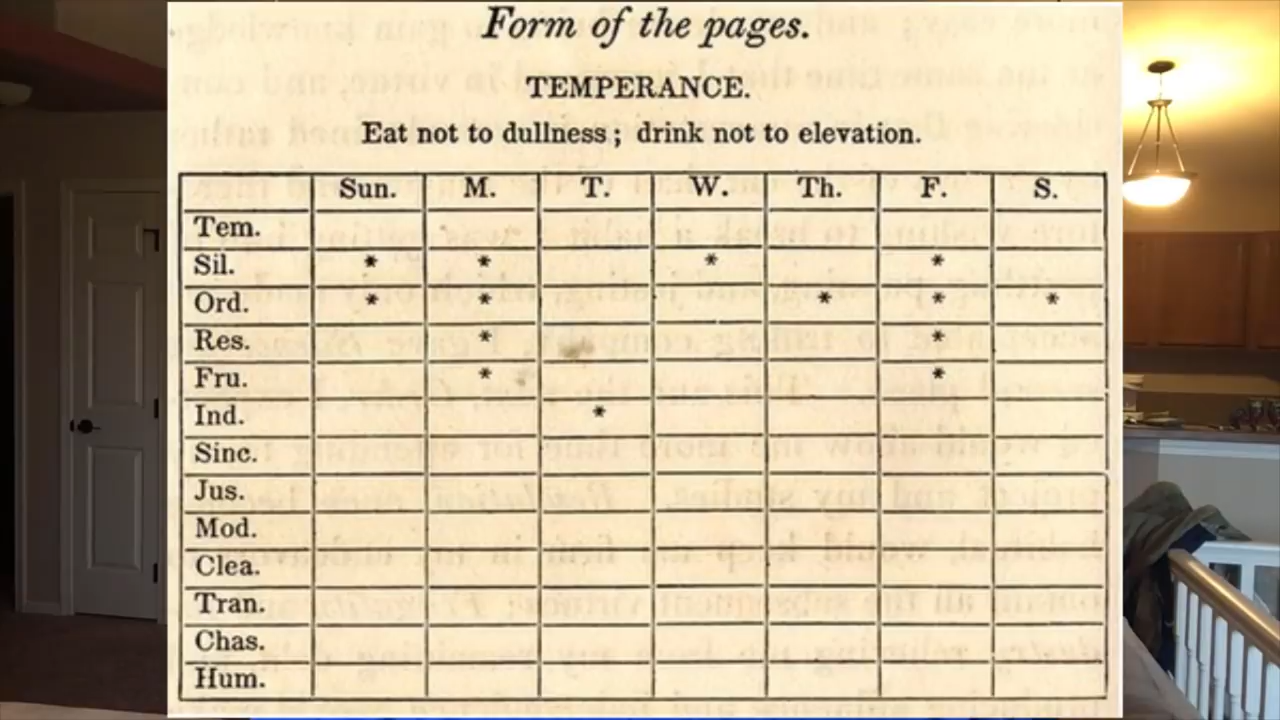 Form of the pages.
TEMPERANCE.
Eat not to dullness; drink not to elevation.
Sun. M. T. W. Th. F. S.
Tem.
Sil. * * * *
Ord. * * * * *
Res. * *
Fru. * *
Ind. *
Sinc.
Jus.
Mod.
Clea.
Tran.
Chas.
Hum.